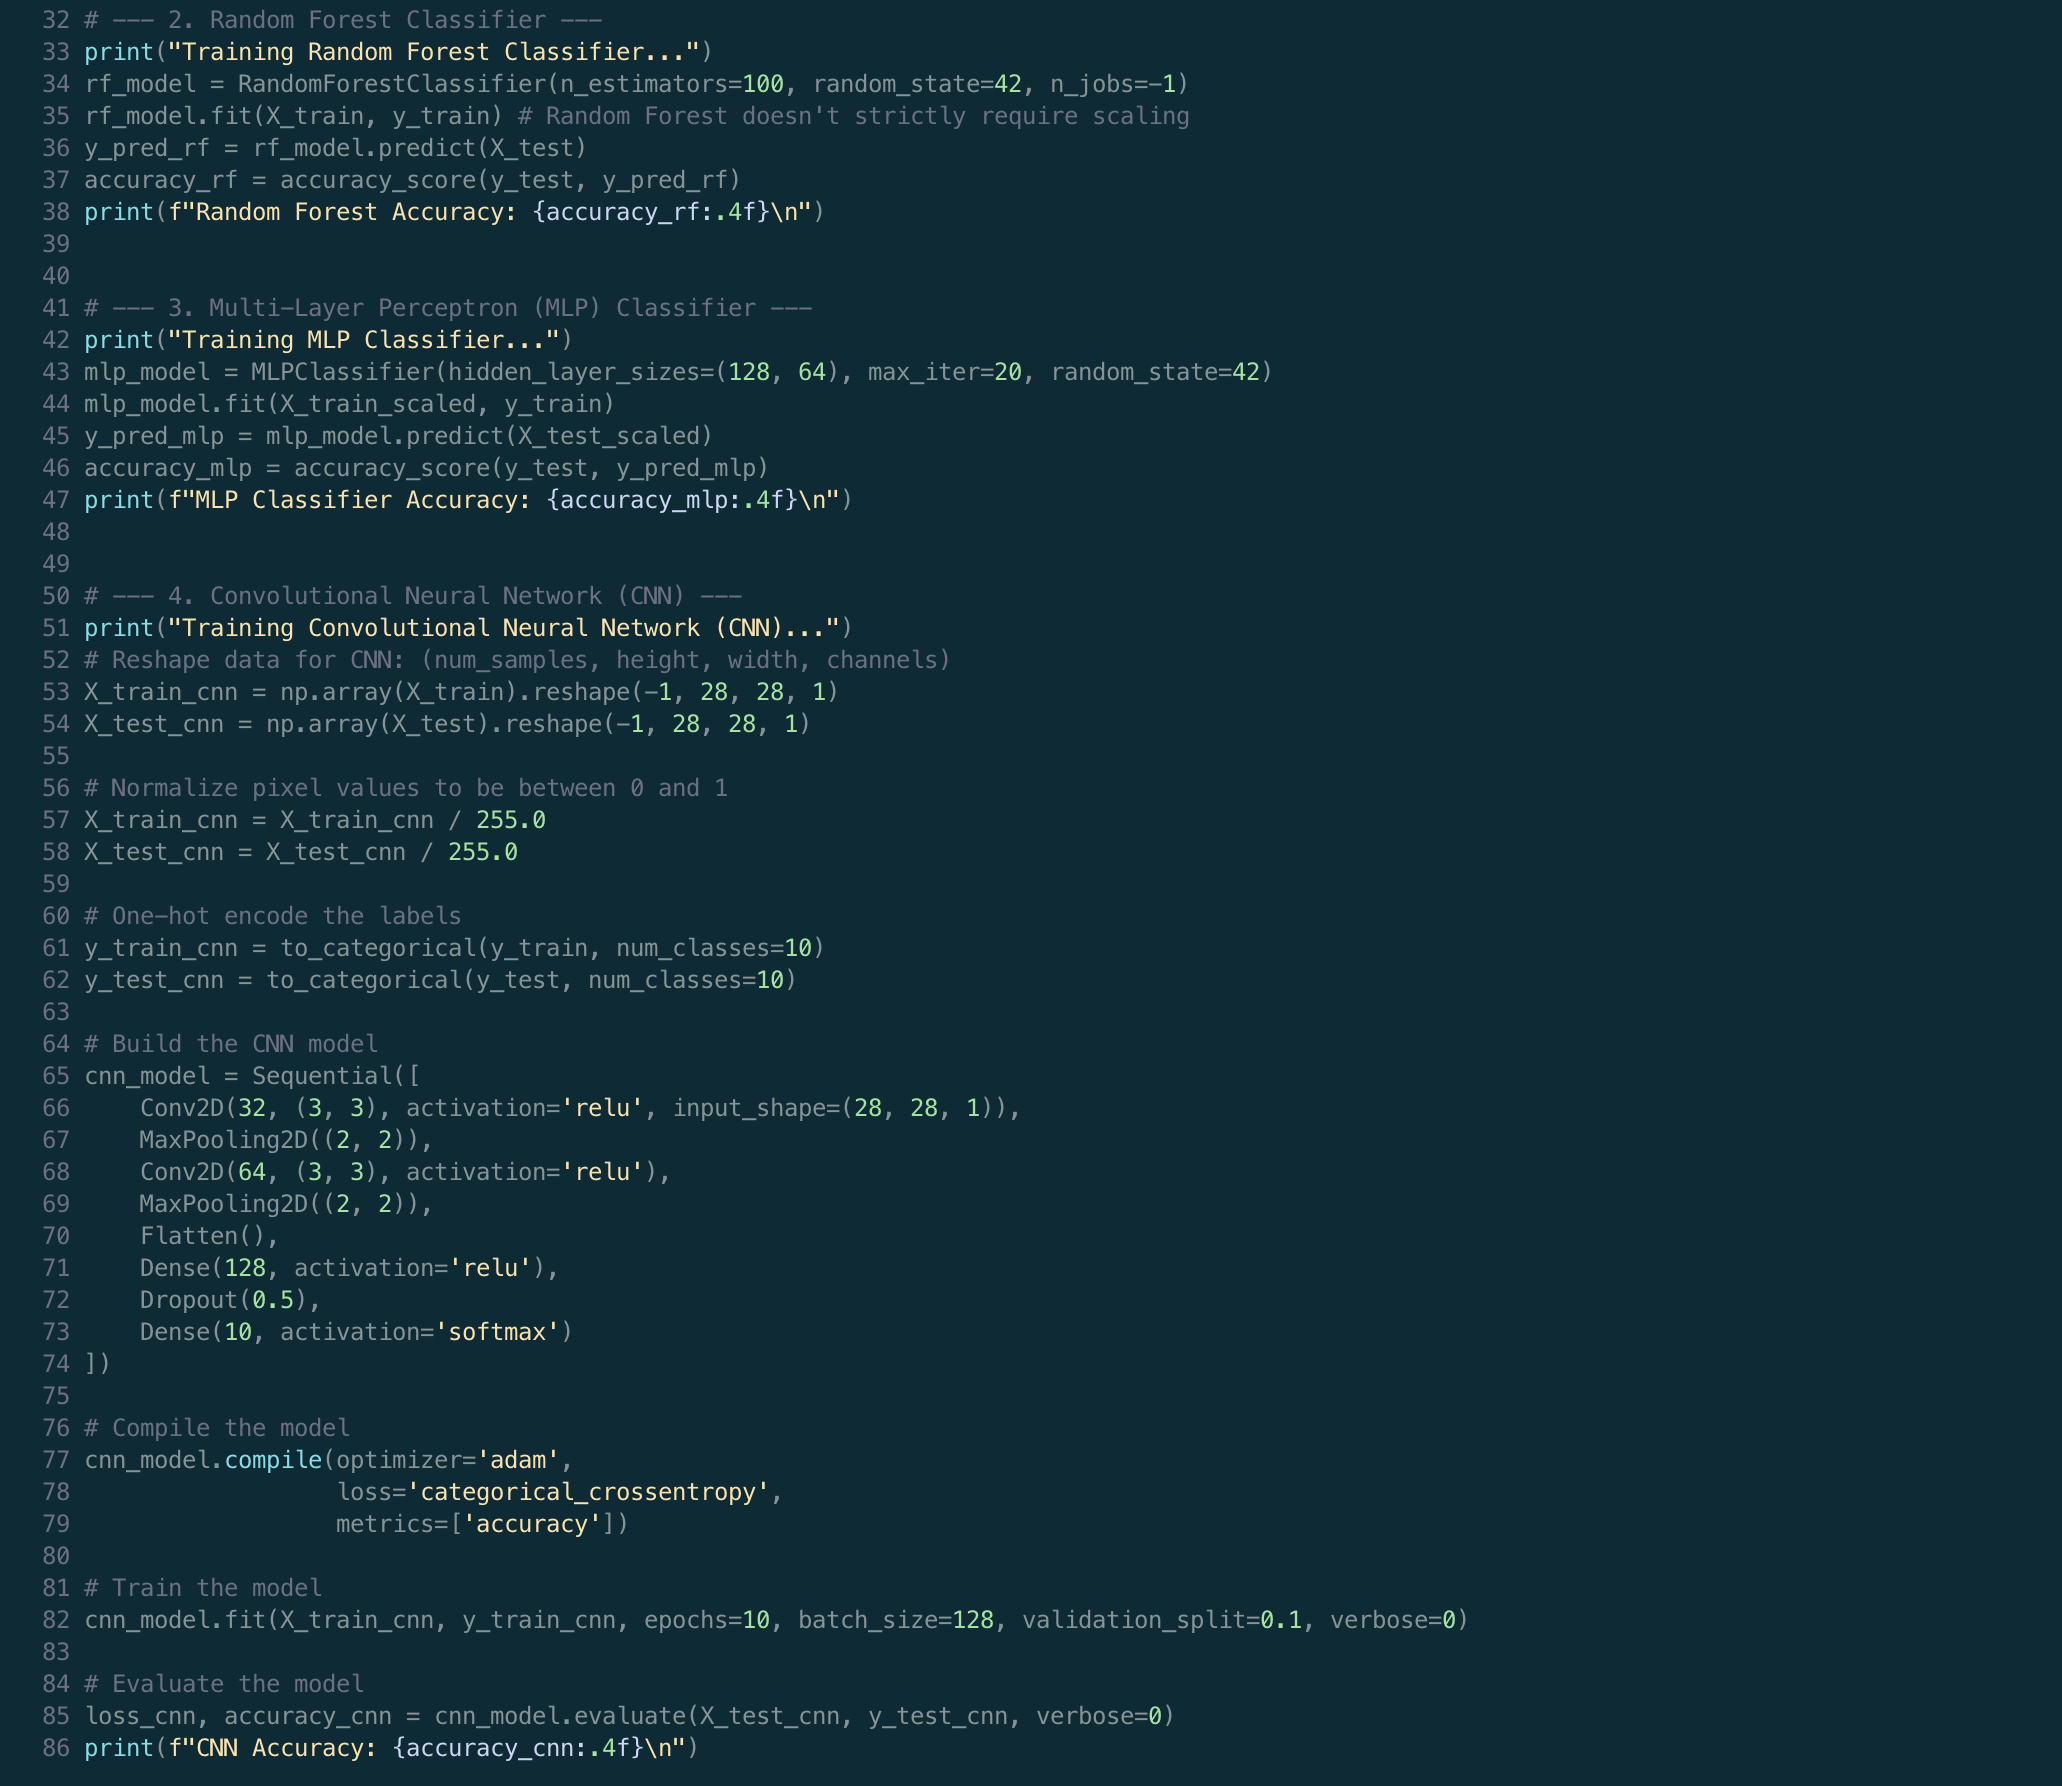 32 # --- 2. Random Forest Classifier ---
33 print("Training Random Forest Classifier...")
34 rf_model = RandomForestClassifier(n_estimators=100, random_state=42, n_jobs=-1)
35 rf_model.fit(X_train, y_train) # Random Forest doesn't strictly require scaling
36 y_pred_rf = rf_model.predict(X_test)
37 accuracy_rf = accuracy_score(y_test, y_pred_rf)
38 print(f"Random Forest Accuracy: {accuracy_rf:.4f}\n")
39
40
41 # --- 3. Multi-Layer Perceptron (MLP) Classifier ---
42 print("Training MLP Classifier...")
43 mlp_model = MLPClassifier(hidden_layer_sizes=(128, 64), max_iter=20, random_state=42)
44 mlp_model.fit(X_train_scaled, y_train)
45 y_pred_mlp = mlp_model.predict(X_test_scaled)
46 accuracy_mlp = accuracy_score(y_test, y_pred_mlp)
47 print(f"MLP Classifier Accuracy: {accuracy_mlp:.4f}\n")
48
49
50 # --- 4. Convolutional Neural Network (CNN) ---
51 print("Training Convolutional Neural Network (CNN)...")
52 # Reshape data for CNN: (num_samples, height, width, channels)
53 X_train_cnn = np.array(X_train).reshape(-1, 28, 28, 1)
54 X_test_cnn = np.array(X_test).reshape(-1, 28, 28, 1)
55
56 # Normalize pixel values to be between 0 and 1
57 X_train_cnn = X_train_cnn / 255.0
58 X_test_cnn = X_test_cnn / 255.0
59
60 # One-hot encode the labels
61 y_train_cnn = to_categorical(y_train, num_classes=10)
62 y_test_cnn = to_categorical(y_test, num_classes=10)
63
64 # Build the CNN model
65 cnn_model = Sequential([
66     Conv2D(32, (3, 3), activation='relu', input_shape=(28, 28, 1)),
67     MaxPooling2D((2, 2)),
68     Conv2D(64, (3, 3), activation='relu'),
69     MaxPooling2D((2, 2)),
70     Flatten(),
71     Dense(128, activation='relu'),
72     Dropout(0.5),
73     Dense(10, activation='softmax')
74 ])
75
76 # Compile the model
77 cnn_model.compile(optimizer='adam',
78                   loss='categorical_crossentropy',
79                   metrics=['accuracy'])
80
81 # Train the model
82 cnn_model.fit(X_train_cnn, y_train_cnn, epochs=10, batch_size=128, validation_split=0.1, verbose=0)
83
84 # Evaluate the model
85 loss_cnn, accuracy_cnn = cnn_model.evaluate(X_test_cnn, y_test_cnn, verbose=0)
86 print(f"CNN Accuracy: {accuracy_cnn:.4f}\n")